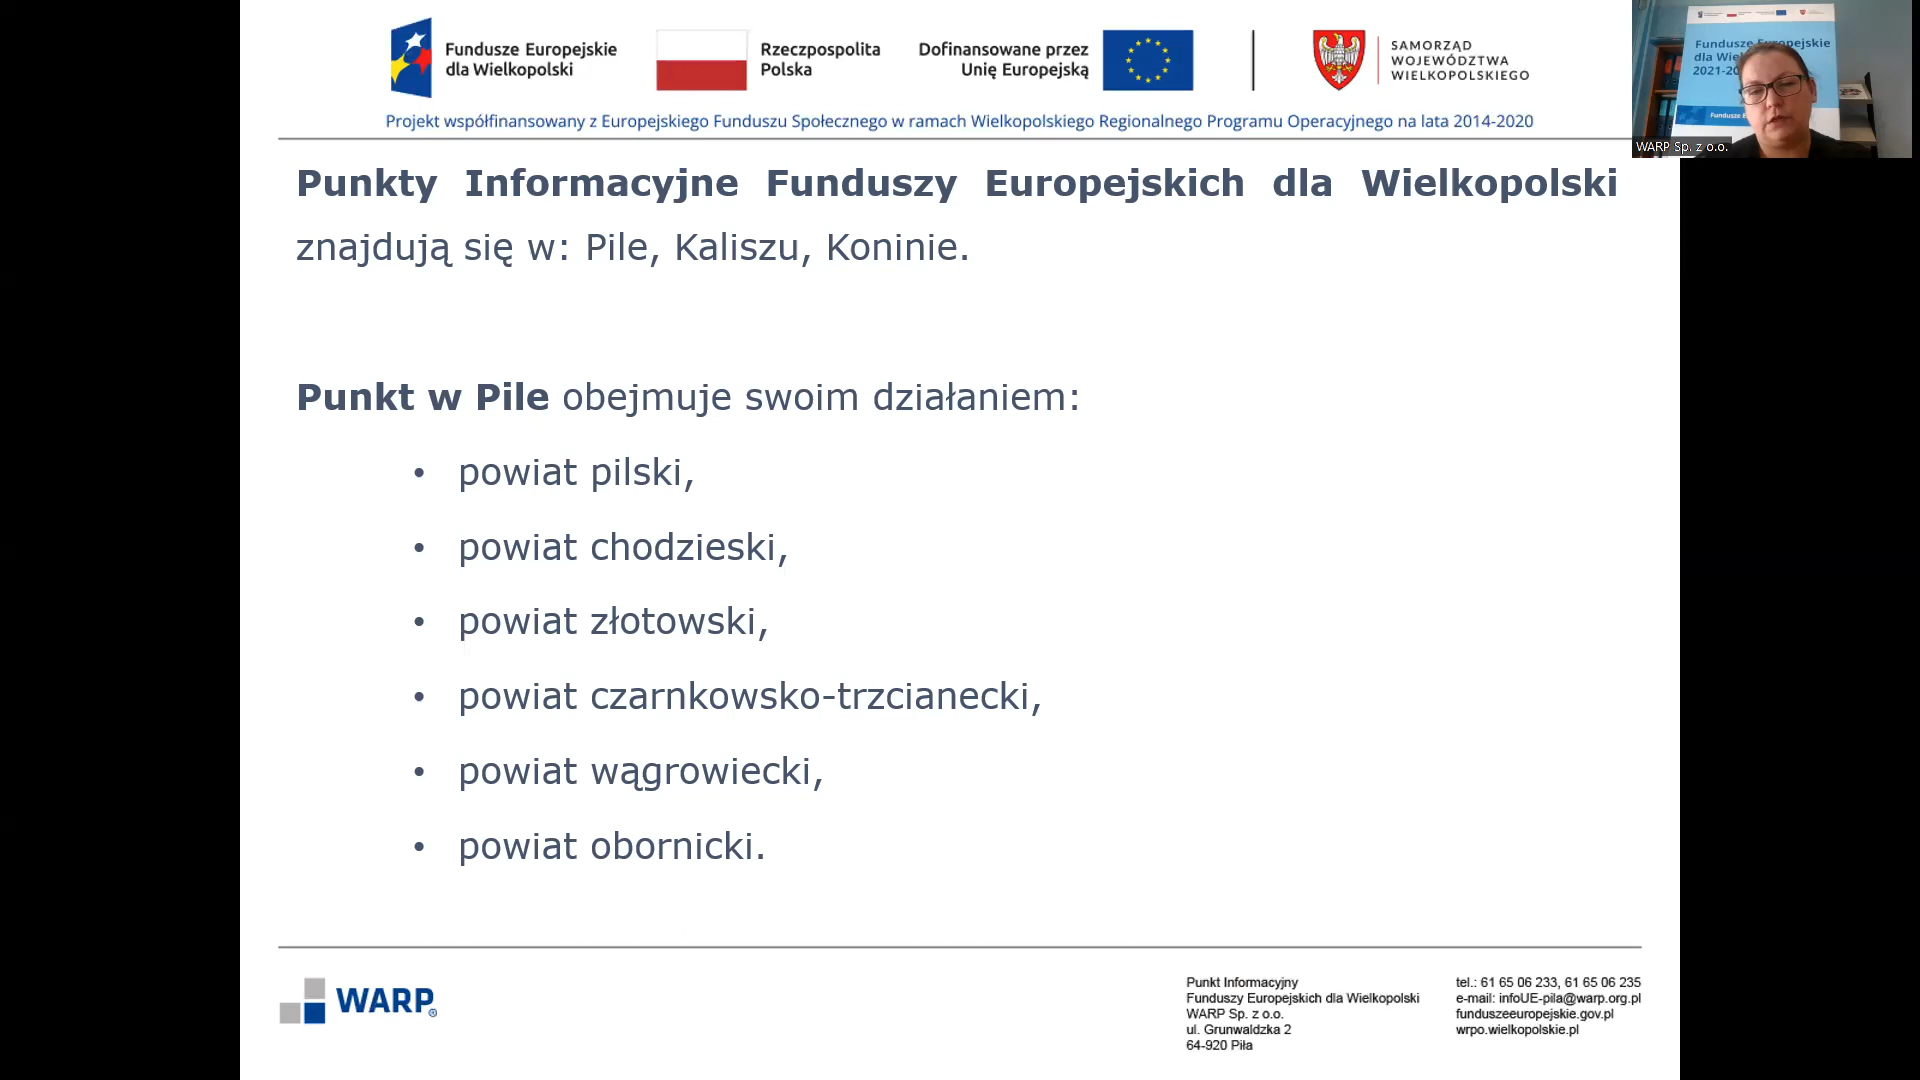 Fundusze Europejskie
dla Wielkopolski
Rzeczpospolita
Polska
Dofinansowane przez
Unię Europejską
SAMORZĄD
WOJEWÓDZTWA
WIELKOPOLSKIEGO
Projekt współfinansowany z Europejskiego Funduszu Społecznego w ramach Wielkopolskiego Regionalnego Programu Operacyjnego na lata 2014-2020
Fundusze Europejskie
WARP Sp. z o.o.
Punkty Informacyjne Funduszy Europejskich dla Wielkopolski
znajdują się w: Pile, Kaliszu, Koninie.
Punkt w Pile obejmuje swoim działaniem:
• powiat pilski,
• powiat chodzieski,
• powiat złotowski,
• powiat czarnkowsko-trzcianecki,
• powiat wągrowiecki,
• powiat obornicki.
WARP®
Punkt Informacyjny
Funduszy Europejskich dla Wielkopolski
WARP Sp. z o.o.
ul. Grunwaldzka 2
64-920 Piła
tel.: 61 65 06 233, 61 65 06 235
e-mail: infoUE-pila@warp.org.pl
funduszeeuropejskie.gov.pl
wrpo.wielkopolskie.pl